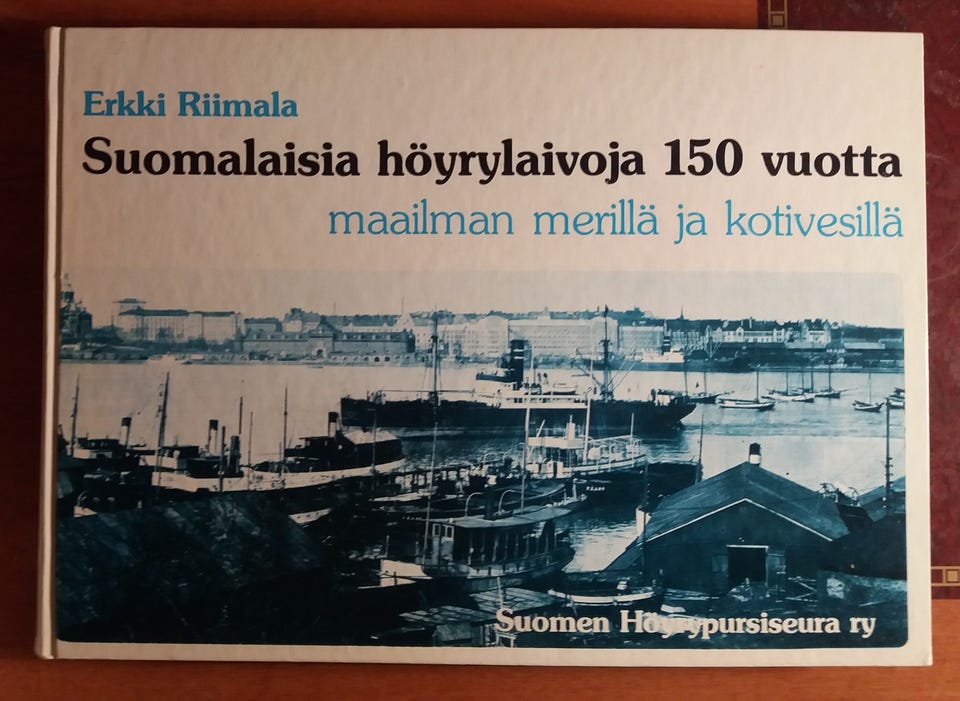 Erkki Riimala
Suomalaisia höyrylaivoja 150 vuotta
maailman merillä ja kotivesillä
Suomen Höyrypursiseura ry